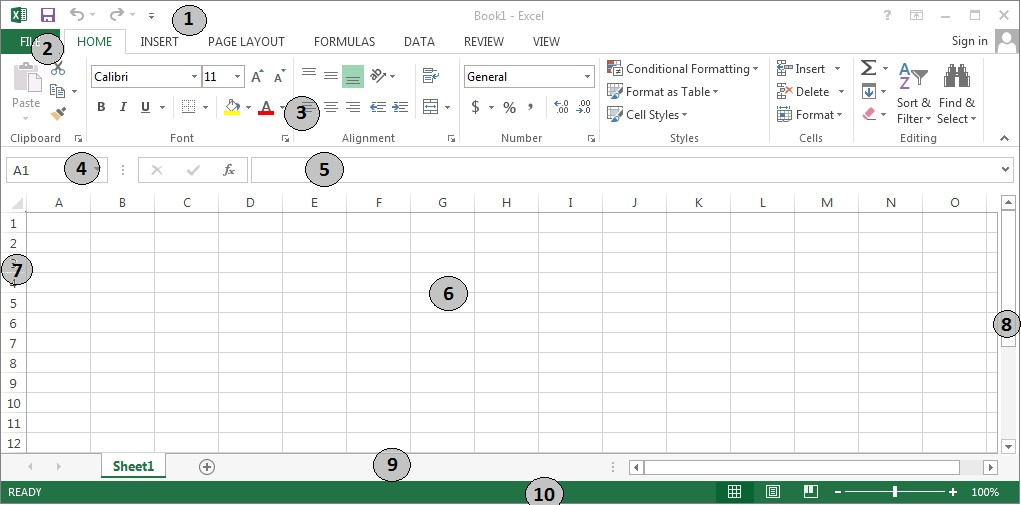 1
Book1 - Excel
?
2
HOME INSERT PAGE LAYOUT FORMULAS DATA REVIEW VIEW Sign in
Calibri 11 A A General Conditional Formatting Insert Σ A Z
Paste B I U A 3 $ % , Format as Table Delete Sort & Find &
.00 .0 Cell Styles Format Filter Select
Clipboard Font Alignment Number Styles Cells Editing
A1 4 fx 5
A B C D E F G H I J K L M N O
1
2
7
6
5
6
8
7
8
9
10
11
12
Sheet1 9
READY 10 100%